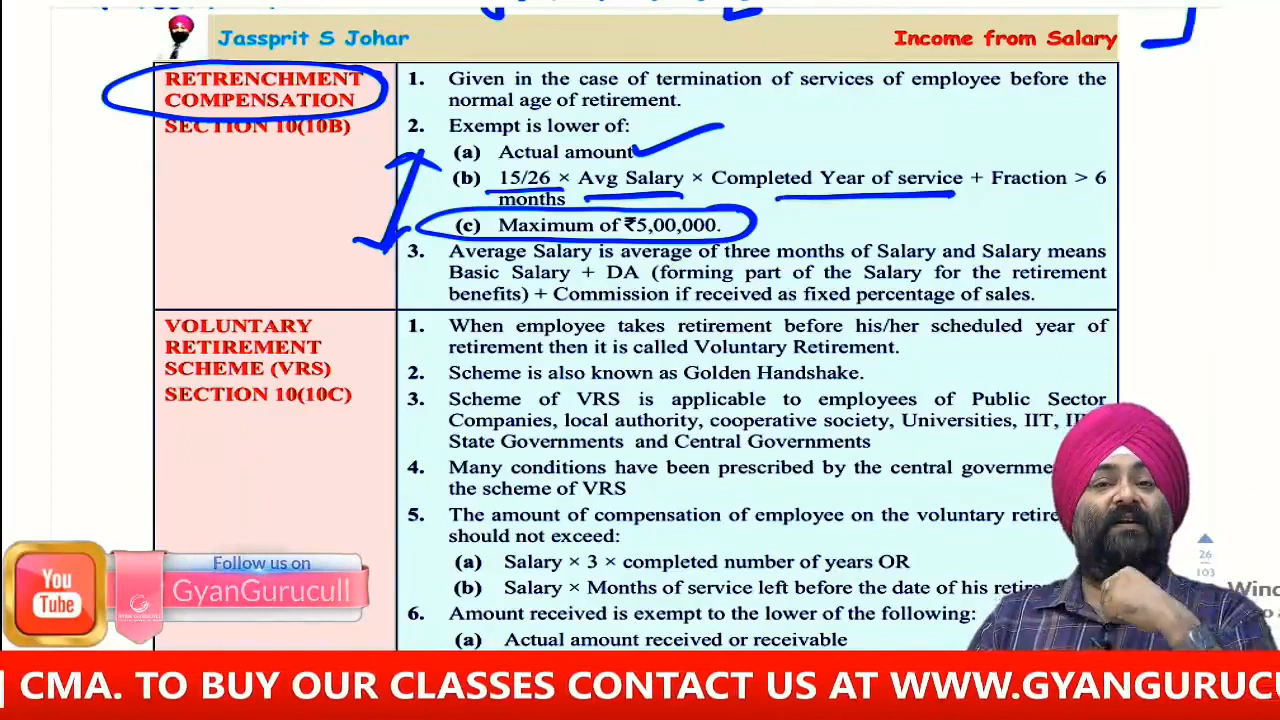 Jassprit S Johar
Income from Salary
RETRENCHMENT
COMPENSATION
SECTION 10(10B)
1. Given in the case of termination of services of employee before the
normal age of retirement.
2. Exempt is lower of:
(a) Actual amount
(b) 15/26 × Avg Salary × Completed Year of service + Fraction > 6
months
(c) Maximum of ₹5,00,000.
3. Average Salary is average of three months of Salary and Salary means
Basic Salary + DA (forming part of the Salary for the retirement
benefits) + Commission if received as fixed percentage of sales.
VOLUNTARY
RETIREMENT
SCHEME (VRS)
SECTION 10(10C)
1. When employee takes retirement before his/her scheduled year of
retirement then it is called Voluntary Retirement.
2. Scheme is also known as Golden Handshake.
3. Scheme of VRS is applicable to employees of Public Sector
Companies, local authority, cooperative society, Universities, IIT,
State Governments and Central Governments
4. Many conditions have been prescribed by the central
the scheme of VRS
5. The amount of compensation of employee on the voluntary
should not exceed:
(a) Salary × 3 × completed number of years OR
(b) Salary × Months of service left before the date of his
6. Amount received is exempt to the lower of the following:
(a) Actual amount received or receivable
26
103
You
Tube
Follow us on
GyanGurucull
CMA. TO BUY OUR CLASSES CONTACT US AT